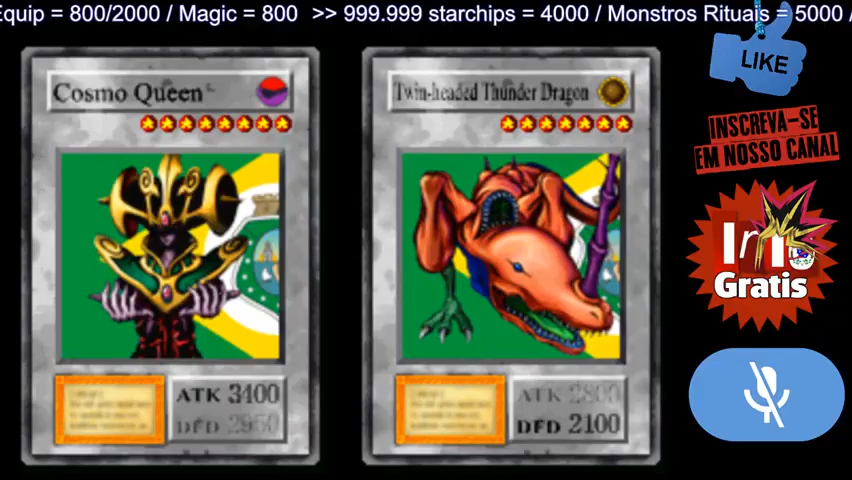 Equip = 800/2000 / Magic = 800 >> 999.999 starchips = 4000 / Monstros Rituais = 5000 /
Cosmo Queen
Twin-headed Thunder Dragon
ATK 3400
DFD 2950
ATK 2800
DFD 2100
LIKE
INSCREVA-SE
EM NOSSO CANAL
Gratis